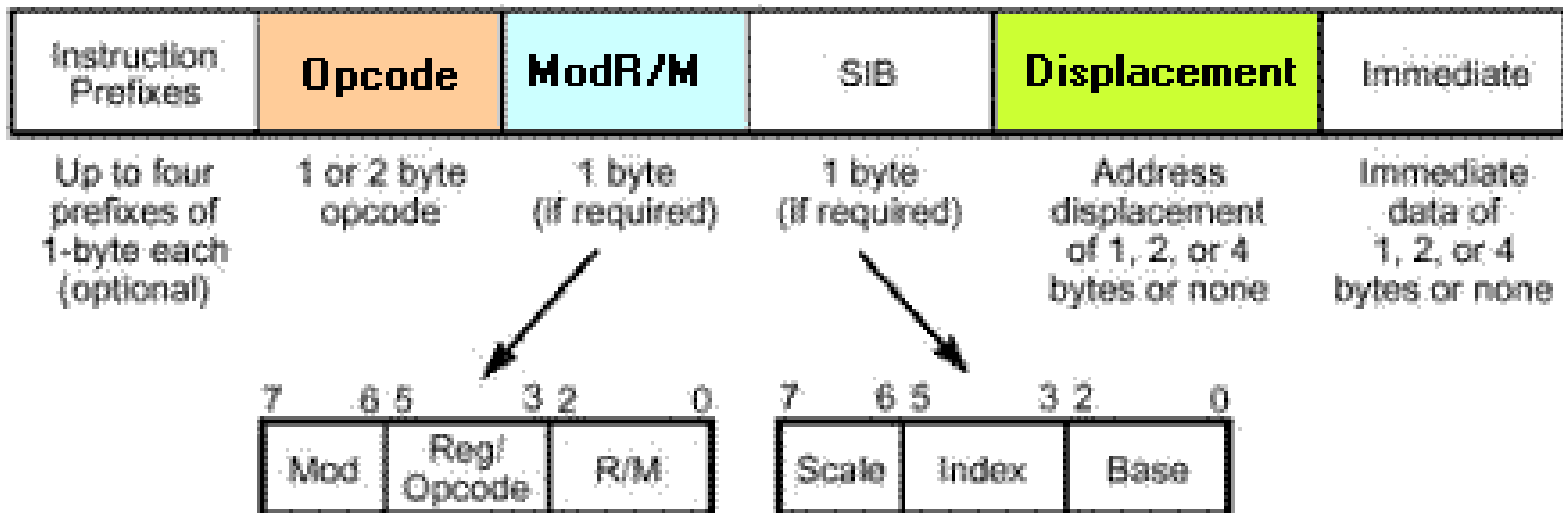 Instruction
Prefixes
Opcode
ModR/M
SIB
Displacement
Immediate
Up to four
prefixes of
1-byte each
(optional)
1 or 2 byte
opcode
1 byte
(if required)
1 byte
(if required)
Address
displacement
of 1, 2, or 4
bytes or none
Immediate
data of
1, 2, or 4
bytes or none
7 6 5 3 2 0
Mod
Reg/
Opcode
R/M
7 6 5 3 2 0
Scale
Index
Base